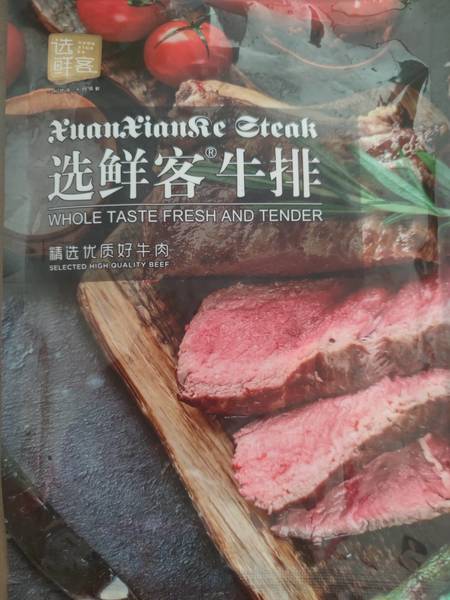 选鲜客
XuanXianKe Steak
选鲜客®牛排
WHOLE TASTE FRESH AND TENDER
精选优质好牛肉
SELECTED HIGH QUALITY BEEF